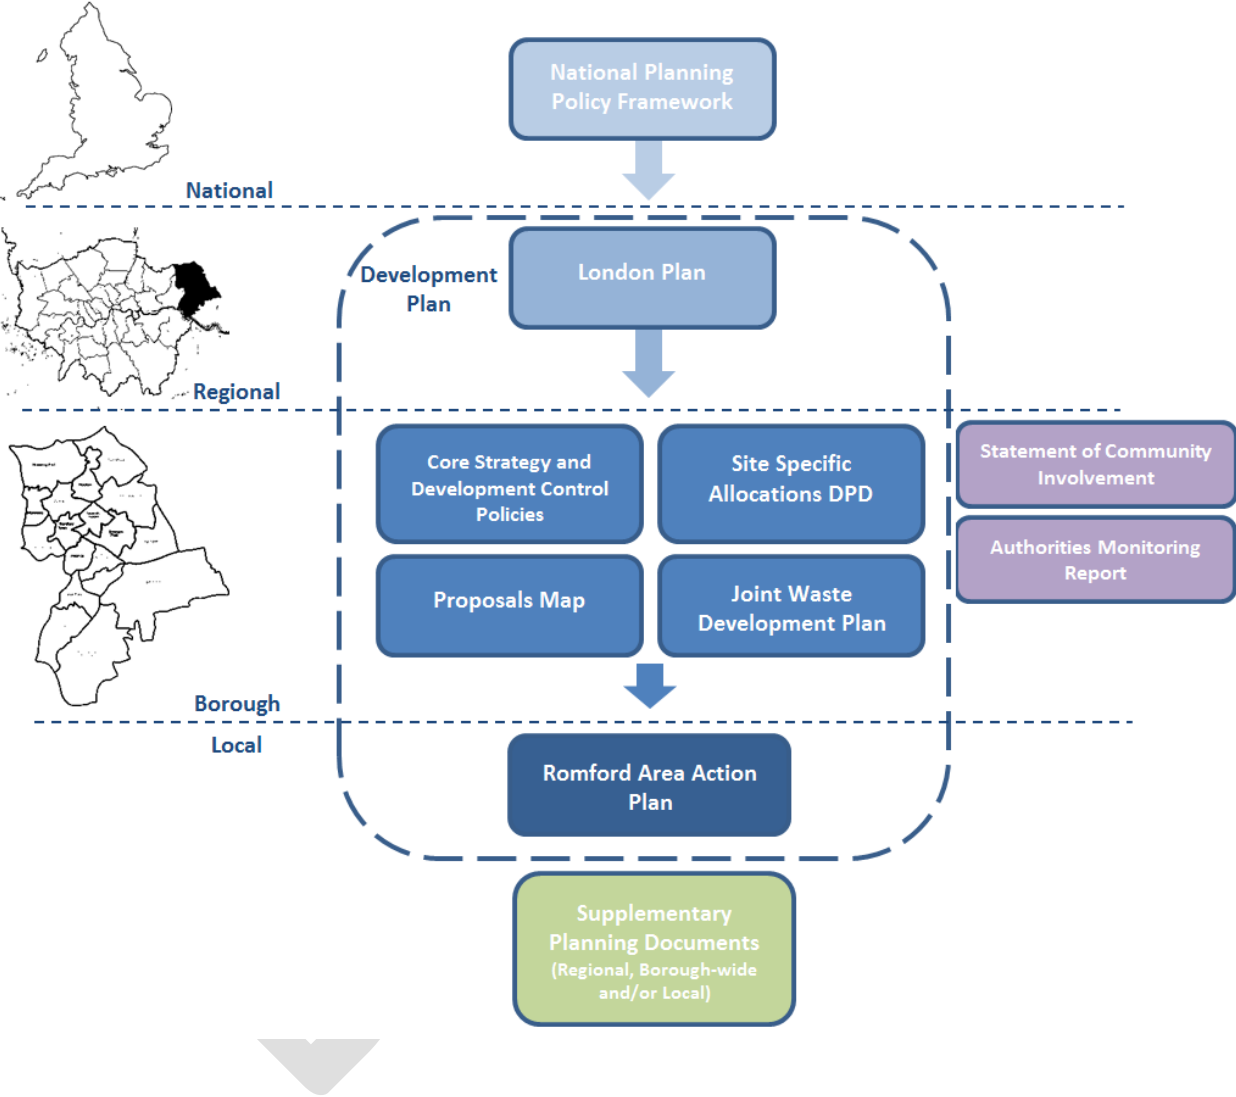 National Planning
Policy Framework
National
Development
Plan
London Plan
Regional
Core Strategy and
Development Control
Policies
Site Specific
Allocations DPD
Statement of Community
Involvement
Authorities Monitoring
Report
Proposals Map
Joint Waste
Development Plan
Borough
Local
Romford Area Action
Plan
Supplementary
Planning Documents
(Regional, Borough-wide
and/or Local)